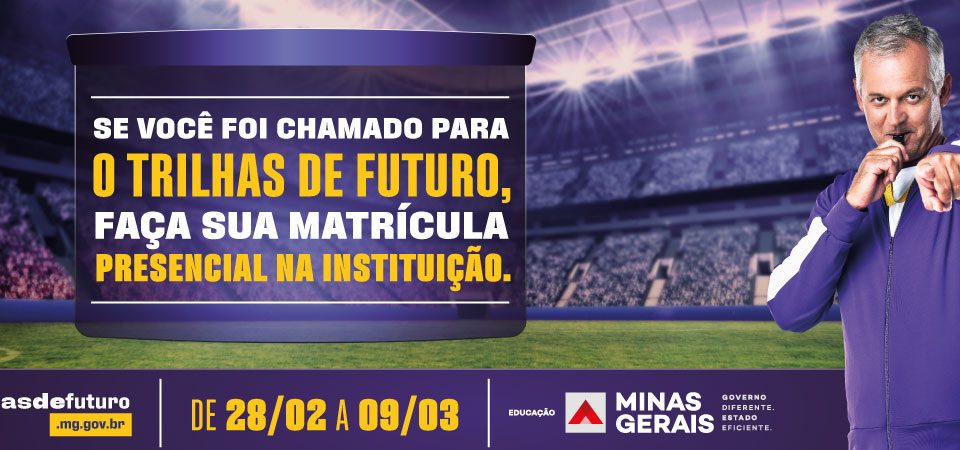 SE VOCÊ FOI CHAMADO PARA
O TRILHAS DE FUTURO,
FAÇA SUA MATRÍCULA
PRESENCIAL NA INSTITUIÇÃO.
asdefuturo
.mg.gov.br
DE 28/02 A 09/03
EDUCAÇÃO
MINAS
GERAIS
GOVERNO
DIFERENTE.
ESTADO
EFICIENTE.